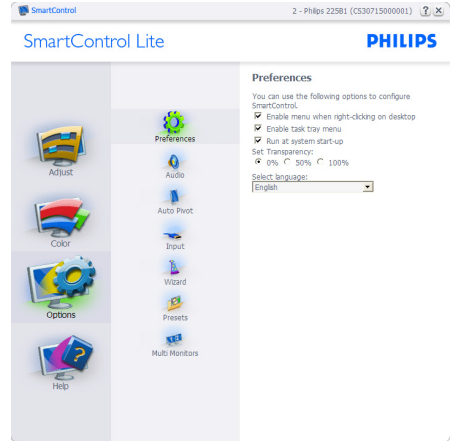 SmartControl
2 - Philips 225B1 (CS30715000001)
SmartControl Lite
PHILIPS
Adjust
Color
Options
Help
Preferences
Audio
Auto Pivot
Input
Wizard
Presets
Multi Monitors
Preferences
You can use the following options to configure
SmartControl.
Enable menu when right-clicking on desktop
Enable task tray menu
Run at system start-up
Set Transparency:
0% 50% 100%
Select language:
English